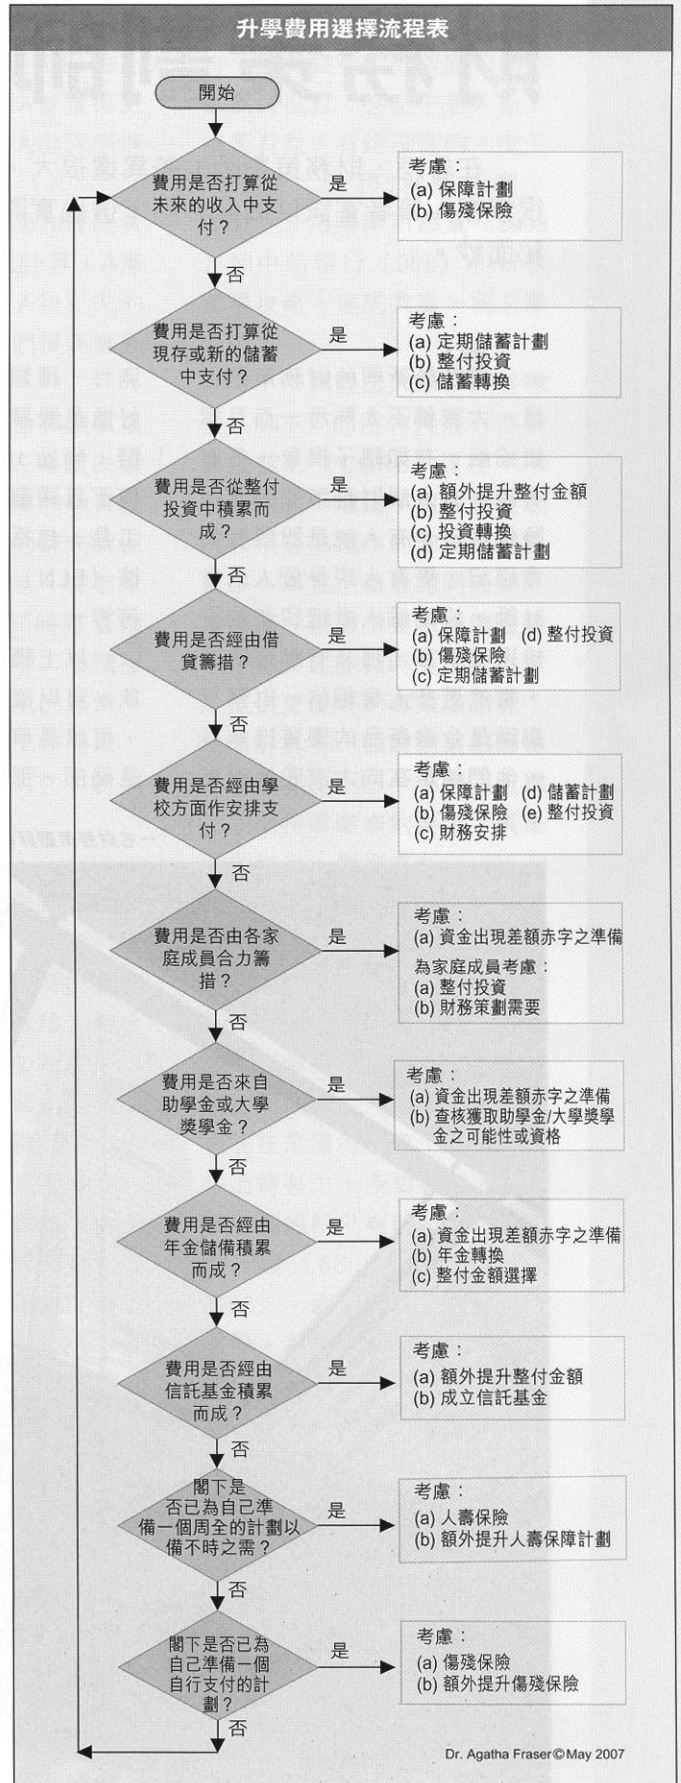 升學費用選擇流程表
開始
費用是否打算從
未來的收入中支
付？
是
考慮：
(a) 保障計劃
(b) 傷殘保險
否
費用是否打算從
現存或新的儲蓄
中支付？
是
考慮：
(a) 定期儲蓄計劃
(b) 整付投資
(c) 儲蓄轉換
否
費用是否從整付
投資中積累而
成？
是
考慮：
(a) 額外提升整付金額
(b) 整付投資
(c) 投資轉換
(d) 定期儲蓄計劃
否
費用是否經由借
貸籌措？
是
考慮：
(a) 保障計劃 (d) 整付投資
(b) 傷殘保險
(c) 定期儲蓄計劃
否
費用是否經由學
校方面作安排支
付？
是
考慮：
(a) 保障計劃 (d) 儲蓄計劃
(b) 傷殘保險 (e) 整付投資
(c) 財務安排
否
費用是否由各家
庭成員合力籌
措？
是
考慮：
(a) 資金出現差額赤字之準備
為家庭成員考慮：
(a) 整付投資
(b) 財務策劃需要
否
費用是否來自
助學金或大學
獎學金？
是
考慮：
(a) 資金出現差額赤字之準備
(b) 查核獲取助學金/大學獎學
金之可能性或資格
否
費用是否經由
年金儲備積累
而成？
是
考慮：
(a) 資金出現差額赤字之準備
(b) 年金轉換
(c) 整付金額選擇
否
費用是否經由
信託基金積累
而成？
是
考慮：
(a) 額外提升整付金額
(b) 成立信託基金
否
閣下是
否已為自己準
備一個周全的計劃以
備不時之需？
是
考慮：
(a) 人壽保險
(b) 額外提升人壽保障計劃
否
閣下是否已為
自己準備一個
自行支付的計
劃？
是
考慮：
(a) 傷殘保險
(b) 額外提升傷殘保險
否
Dr. Agatha Fraser©May 2007